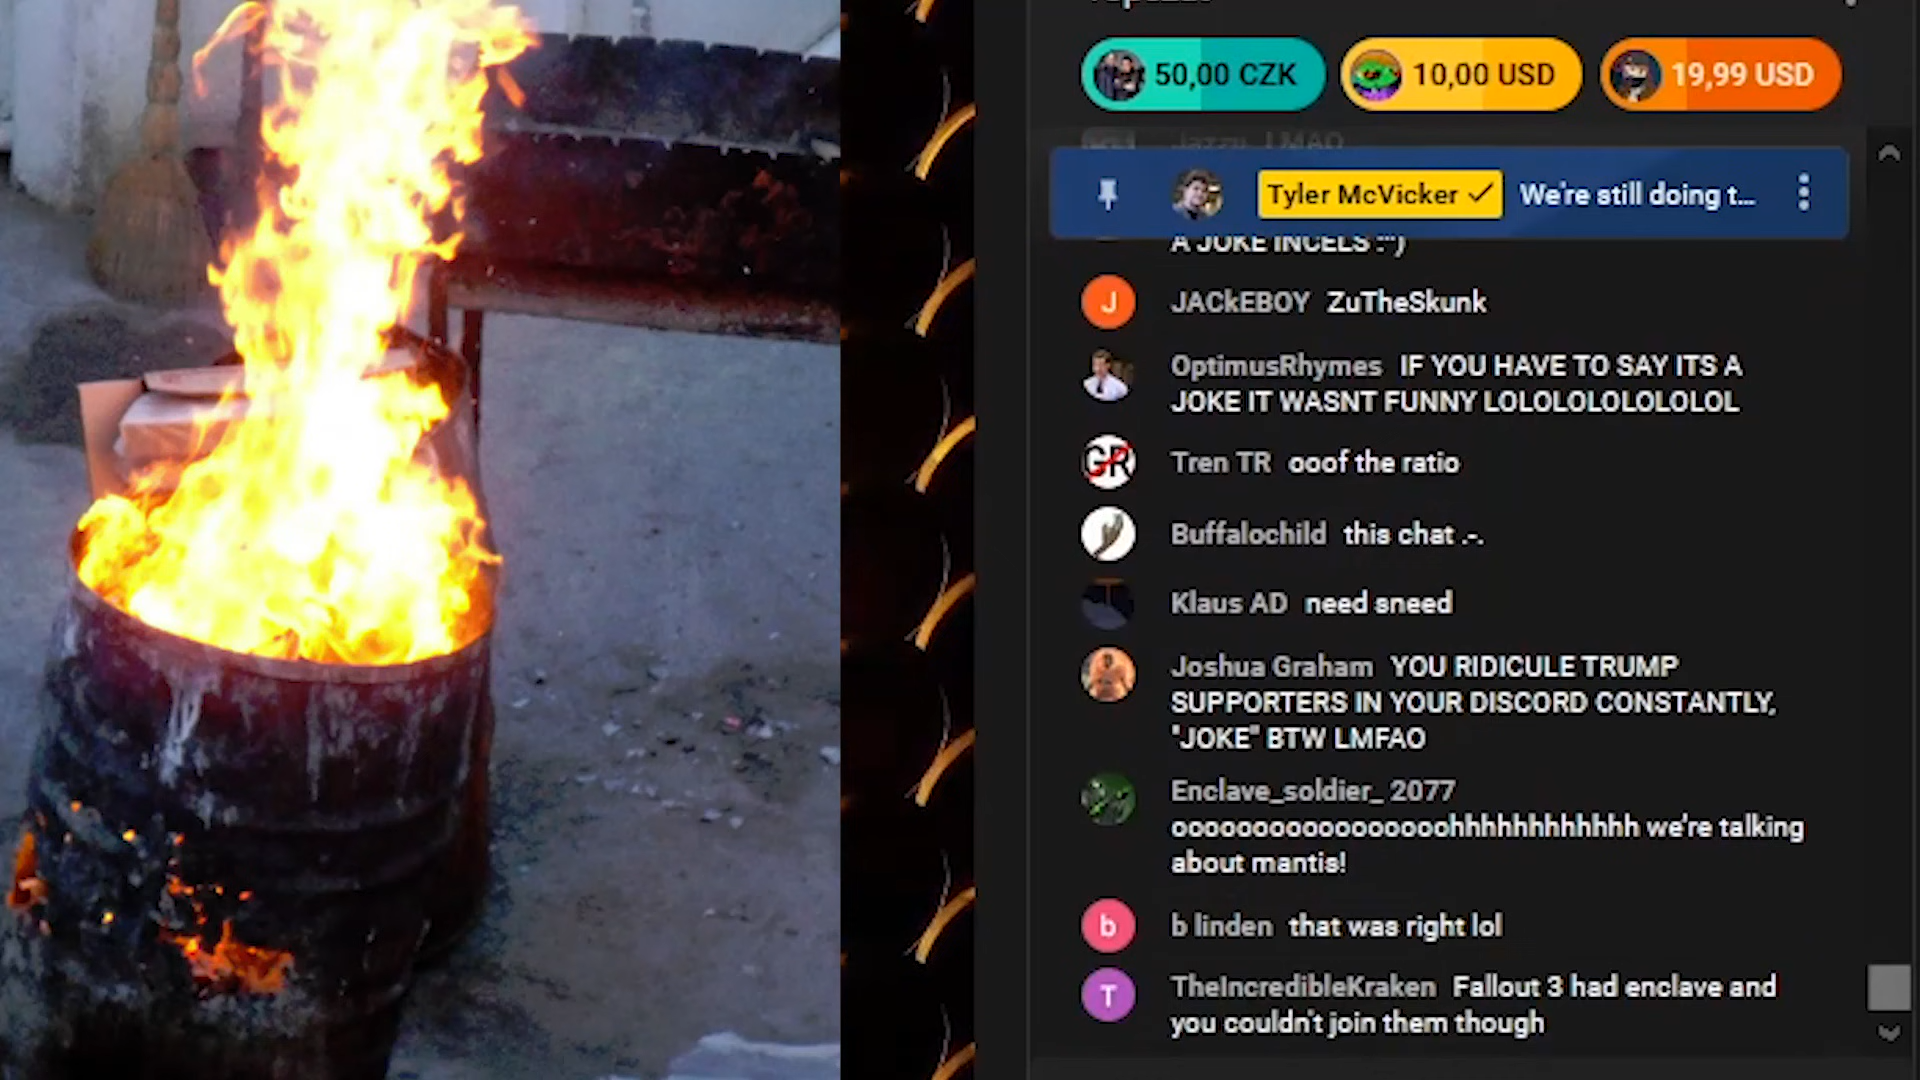 50,00 CZK
10,00 USD
19,99 USD
Tyler McVicker We're still doing t...
A JOKE INCELS :")
J JACkEBOY ZuTheSkunk
OptimusRhymes IF YOU HAVE TO SAY ITS A
JOKE IT WASNT FUNNY LOLOLOLOLOLOLOL
GR Tren TR ooof the ratio
Buffalochild this chat .-.
Klaus AD need sneed
Joshua Graham YOU RIDICULE TRUMP
SUPPORTERS IN YOUR DISCORD CONSTANTLY,
"JOKE" BTW LMFAO
Enclave_soldier_ 2077
ooooooooooooooooohhhhhhhhhhhh we're talking
about mantis!
b b linden that was right lol
T TheIncredibleKraken Fallout 3 had enclave and
you couldn't join them though